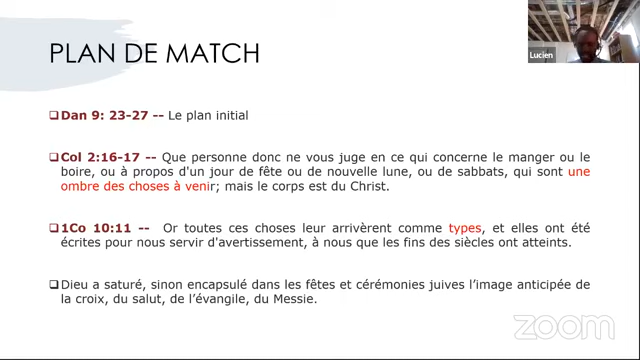 Lucien
PLAN DE MATCH
❑Dan 9: 23-27 -- Le plan initial
❑Col 2:16-17 -- Que personne donc ne vous juge en ce qui concerne le manger ou le
boire, ou à propos d'un jour de fête ou de nouvelle lune, ou de sabbats, qui sont une
ombre des choses à venir; mais le corps est du Christ.
❑1Co 10:11 -- Or toutes ces choses leur arrivèrent comme types, et elles ont été
écrites pour nous servir d'avertissement, à nous que les fins des siècles ont atteints.
❑Dieu a saturé, sinon encapsulé dans les fêtes et cérémonies juives l'image anticipée de
la croix, du salut, de l'évangile, du Messie.
zoom